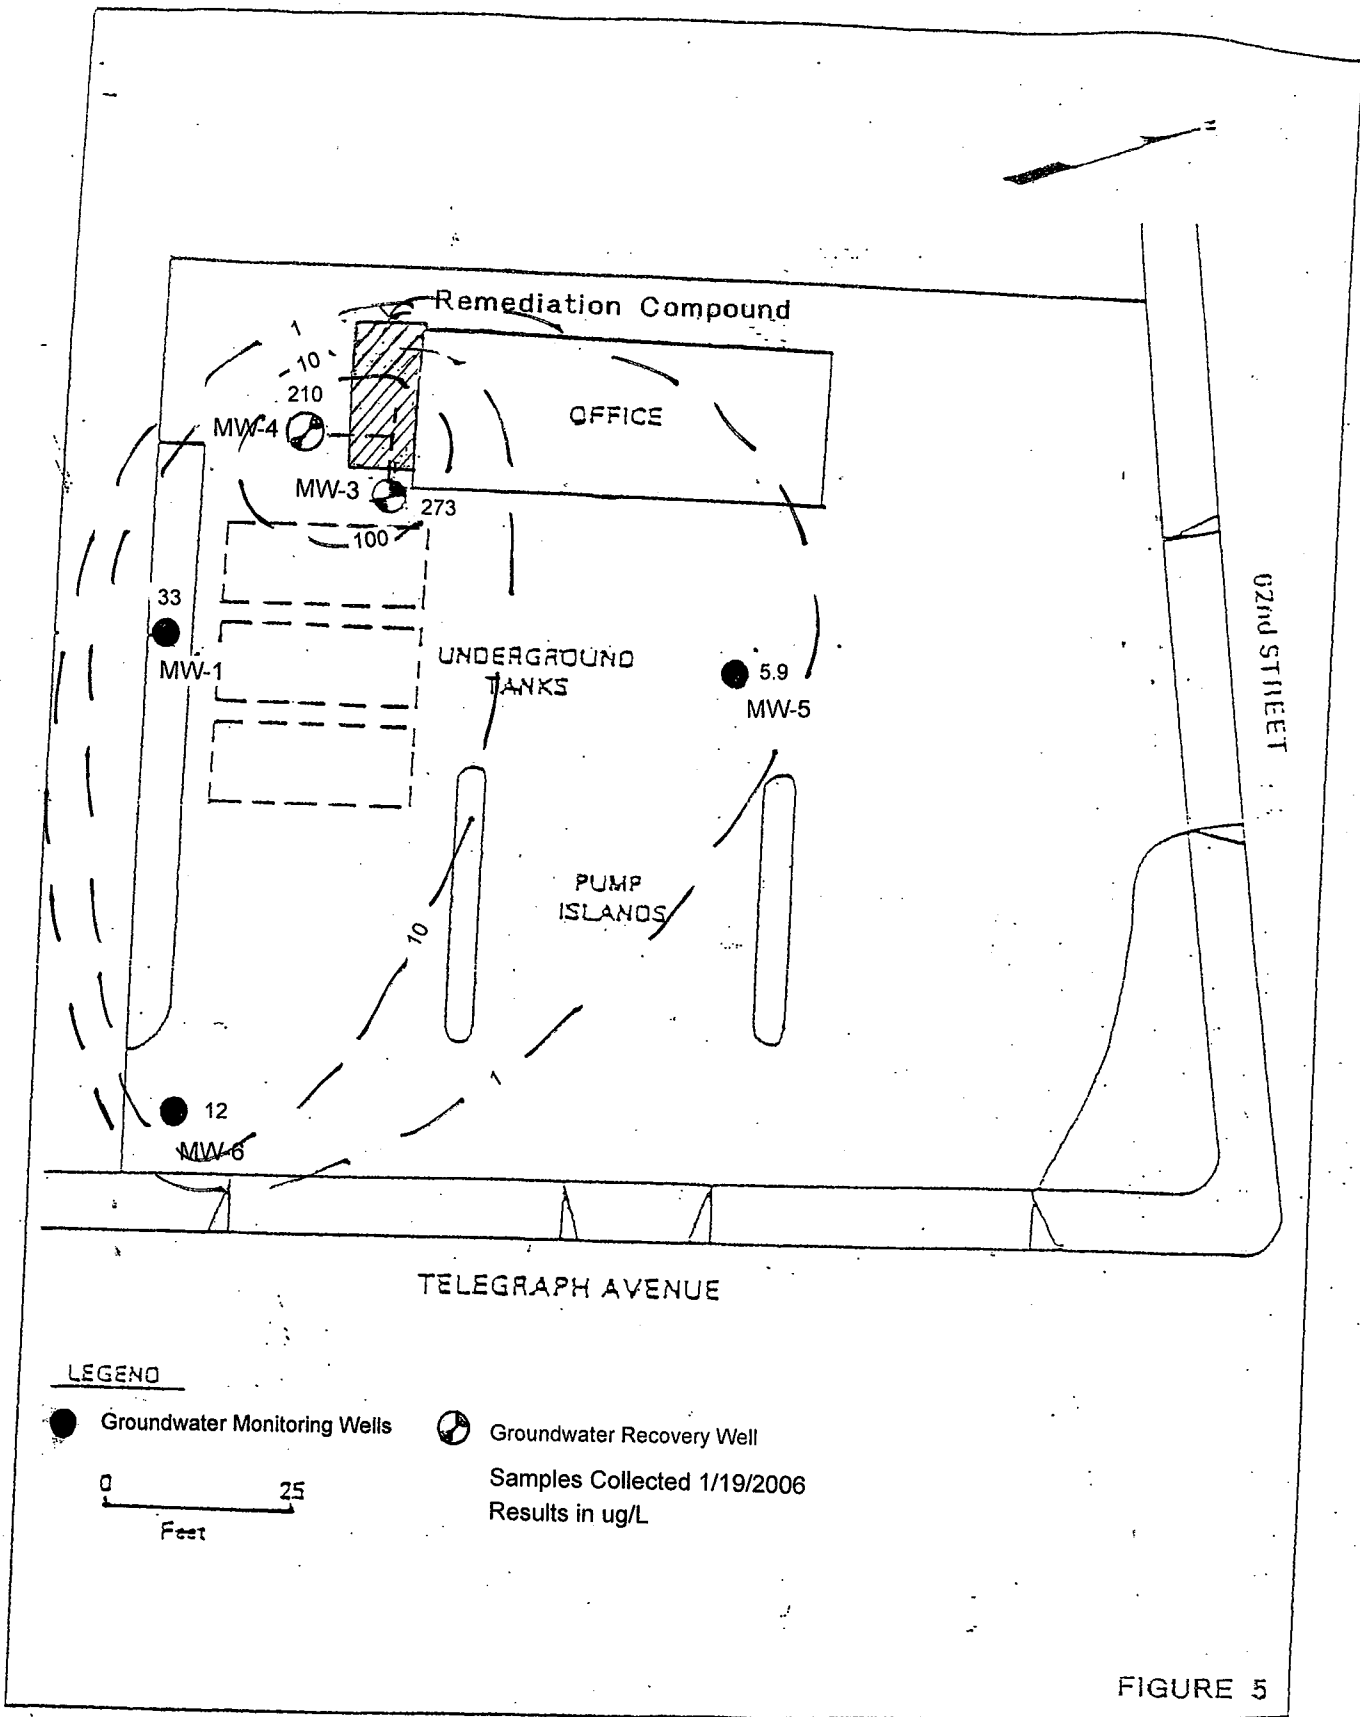 Remediation Compound
1
10
210
OFFICE
MW-4
MW-3
273
100
33
MW-1
UNDERGROUND
TANKS
5.9
MW-5
62nd STREET
PUMP
ISLANDS
10
1
12
MW-6
TELEGRAPH AVENUE
LEGEND
Groundwater Monitoring Wells
Groundwater Recovery Well
0 25
Feet
Samples Collected 1/19/2006
Results in ug/L
FIGURE 5